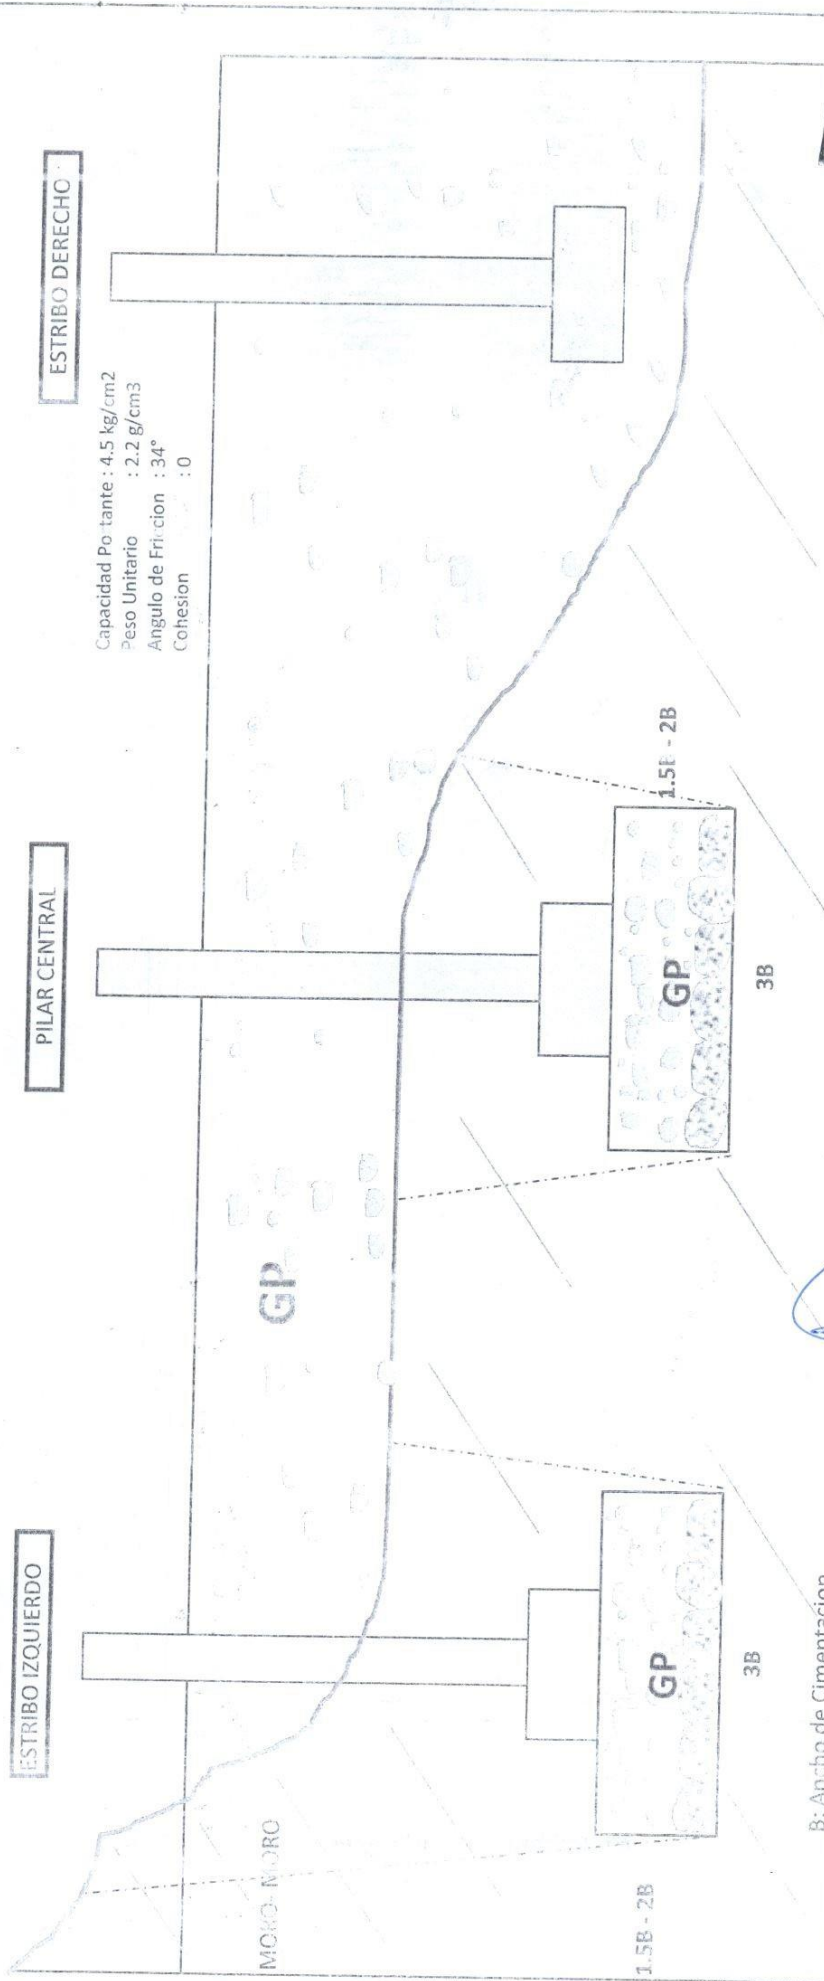 ESTRIBO IZQUIERDO
PILAR CENTRAL
ESTRIBO DERECHO
Capacidad Portante : 4.5 kg/cm2
Peso Unitario : 2.2 g/cm3
Angulo de Friccion : 34°
Cohesion : 0
GP
MORO-MORO
1.5B - 2B
GP
3B
GP
1.5B - 2B
3B
B: Ancho de Cimentacion